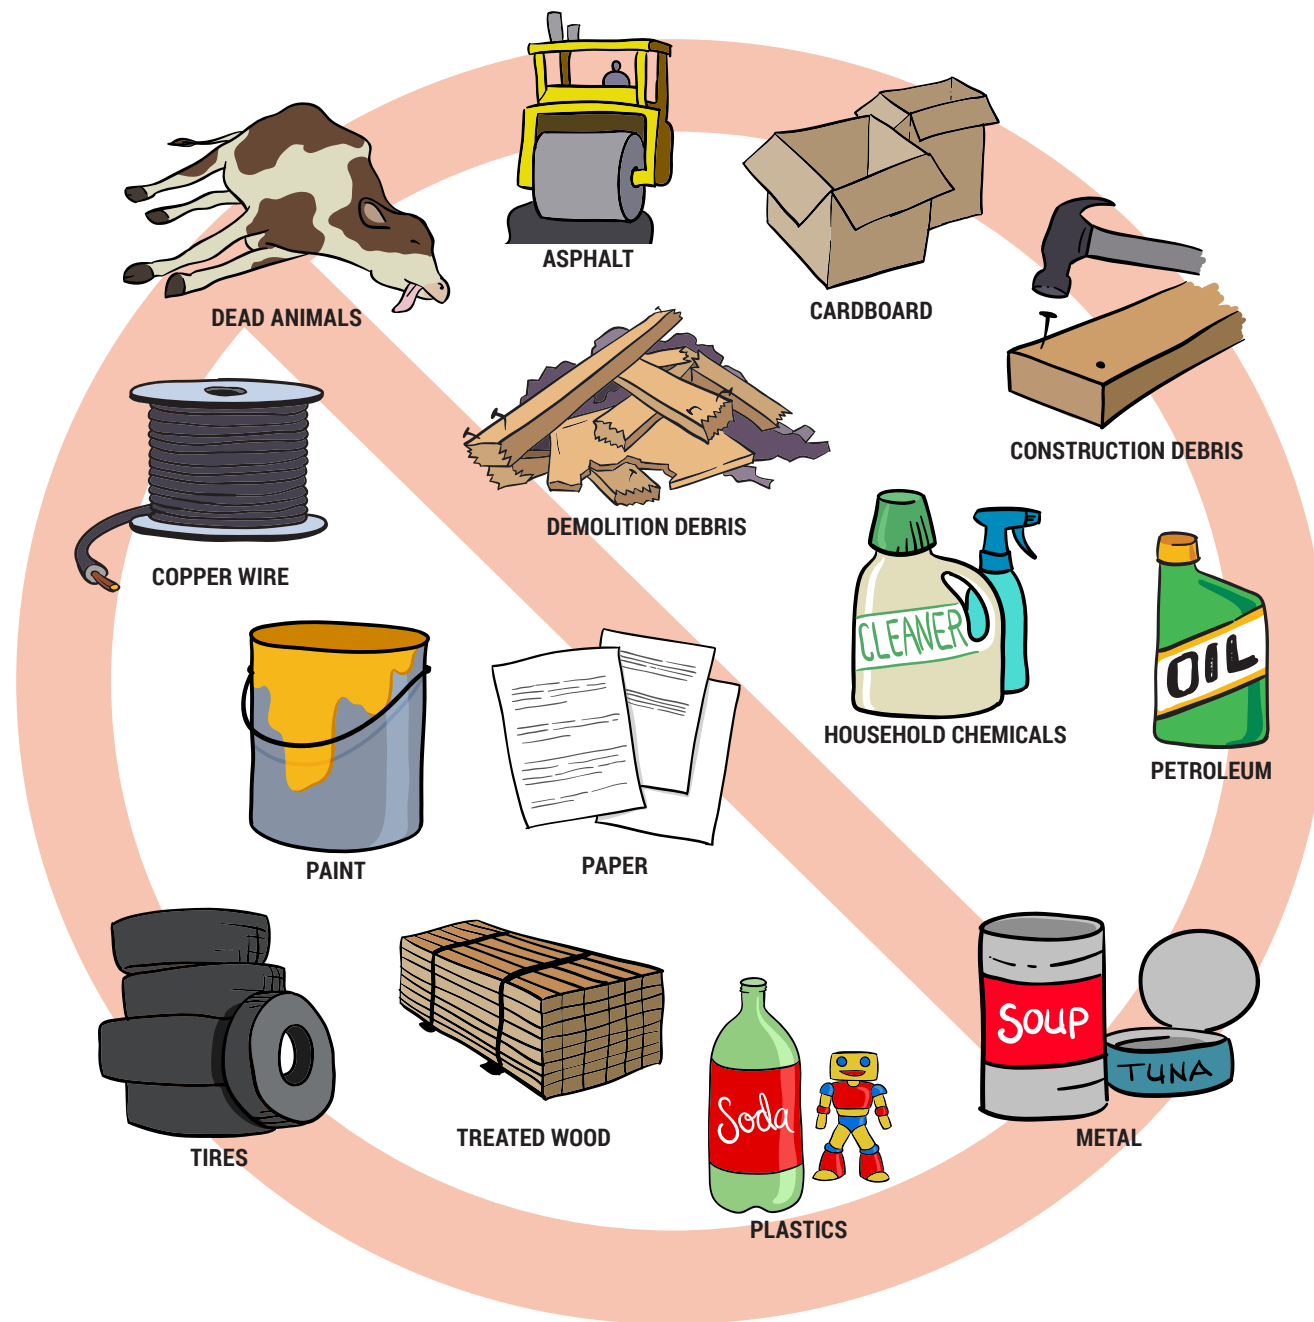 ASPHALT
DEAD ANIMALS
CARDBOARD
CONSTRUCTION DEBRIS
DEMOLITION DEBRIS
COPPER WIRE
CLEANER
HOUSEHOLD CHEMICALS
OIL
PETROLEUM
PAINT
PAPER
TIRES
TREATED WOOD
Soda
PLASTICS
SOUP
TUNA
METAL